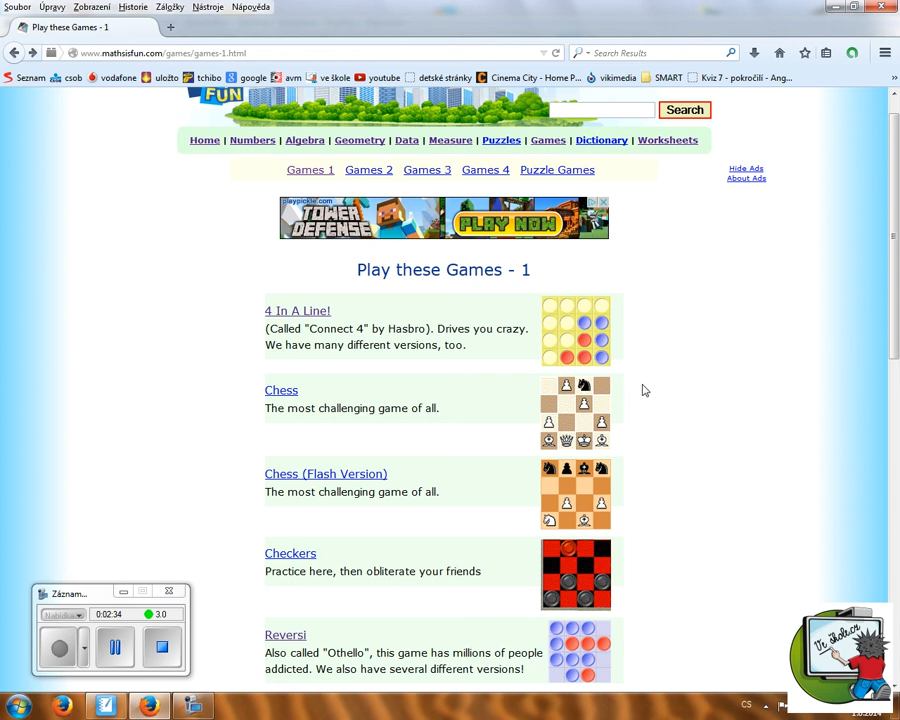 Soubor Úpravy Zobrazení Historie Záložky Nástroje Nápověda
Play these Games - 1
www.mathsisfun.com/games/games-1.html
Search Results
Seznam csob vodafone uložto tchibo google avm ve škole youtube detské stránky Cinema City - Home P... vikimedia SMART Kviz 7 - pokročilí - Ang...
FUN
Search
Home | Numbers | Algebra | Geometry | Data | Measure | Puzzles | Games | Dictionary | Worksheets
Games 1 Games 2 Games 3 Games 4 Puzzle Games
Hide Ads
About Ads
playpickle.com
TOWER
DEFENSE
PLAY NOW
Play these Games - 1
4 In A Line!
(Called "Connect 4" by Hasbro). Drives you crazy.
We have many different versions, too.
Chess
The most challenging game of all.
Chess (Flash Version)
The most challenging game of all.
Checkers
Practice here, then obliterate your friends
Reversi
Also called "Othello", this game has millions of people
addicted. We also have several different versions!
Záznam...
Nabídka
0:02:34
3.0
Ve škole.cz
CS